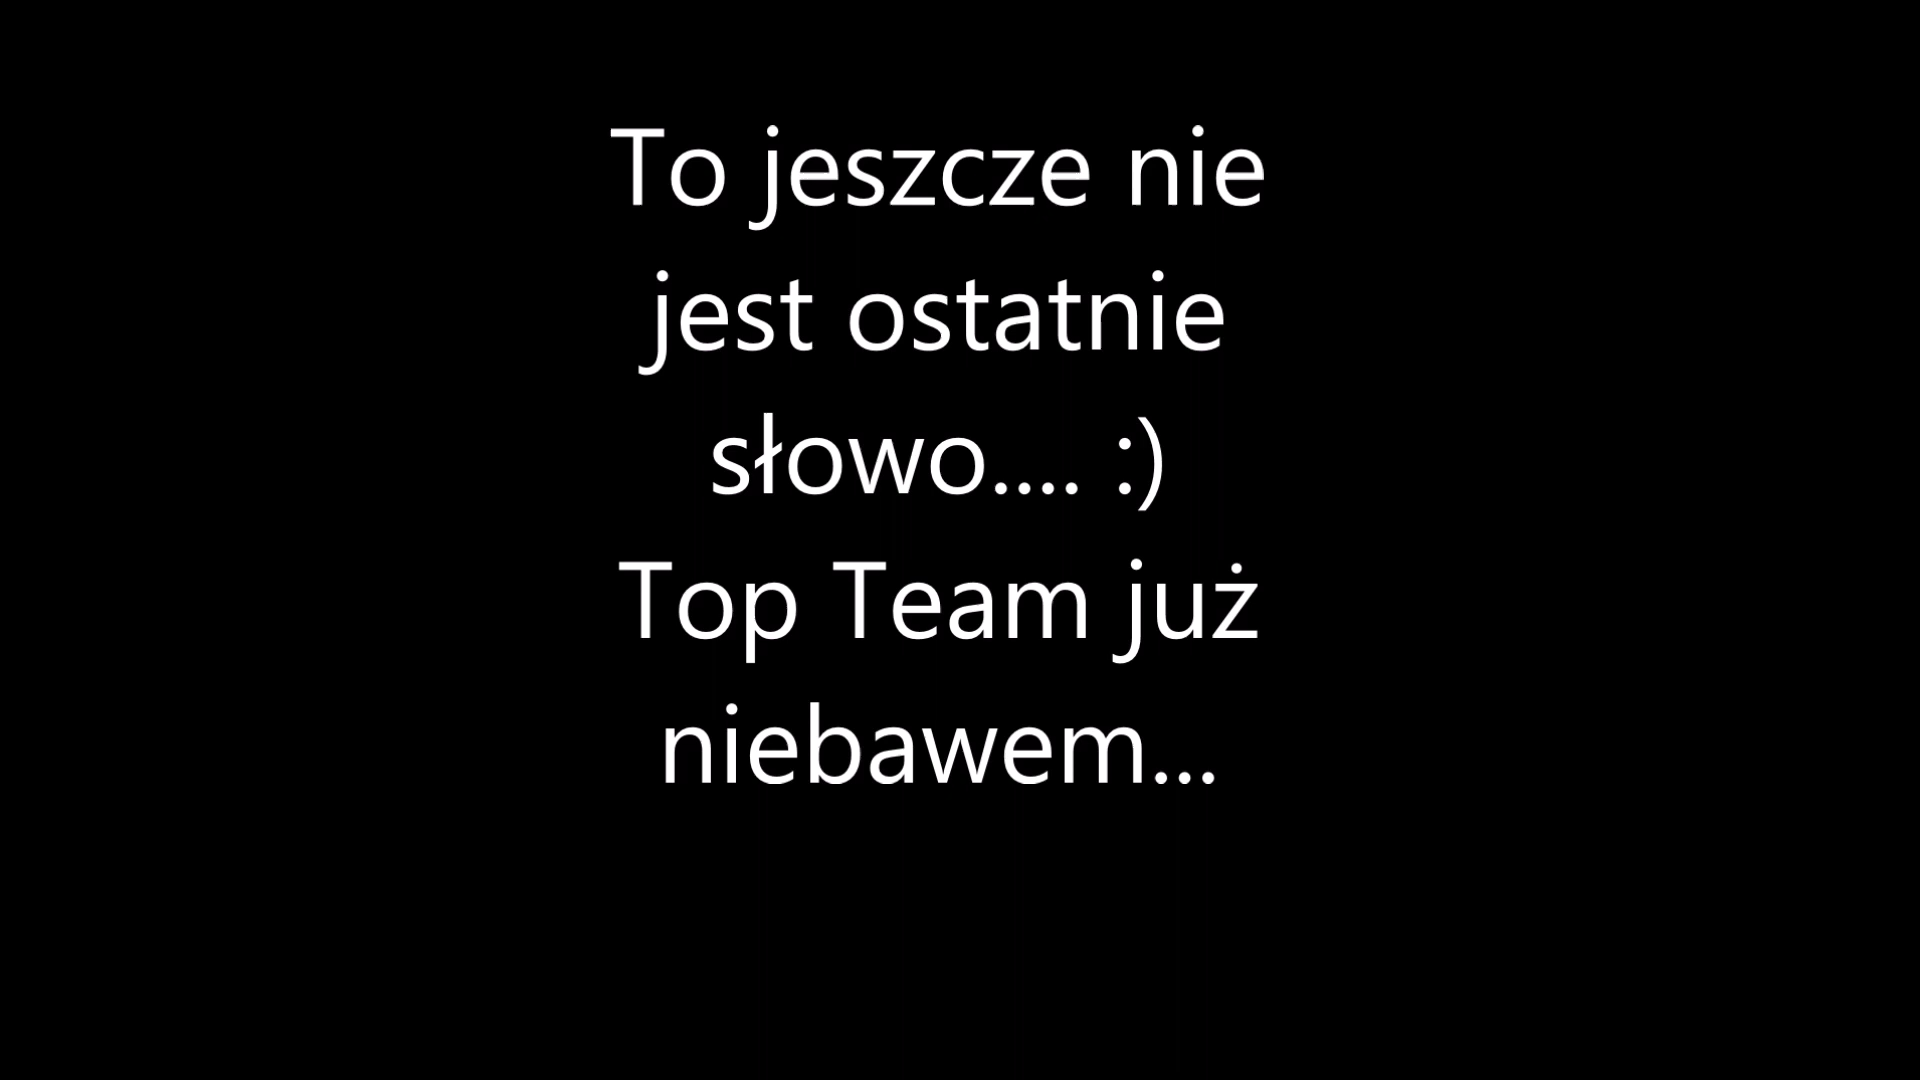 To jeszcze nie
jest ostatnie
słowo.... :)
Top Team już
niebawem...